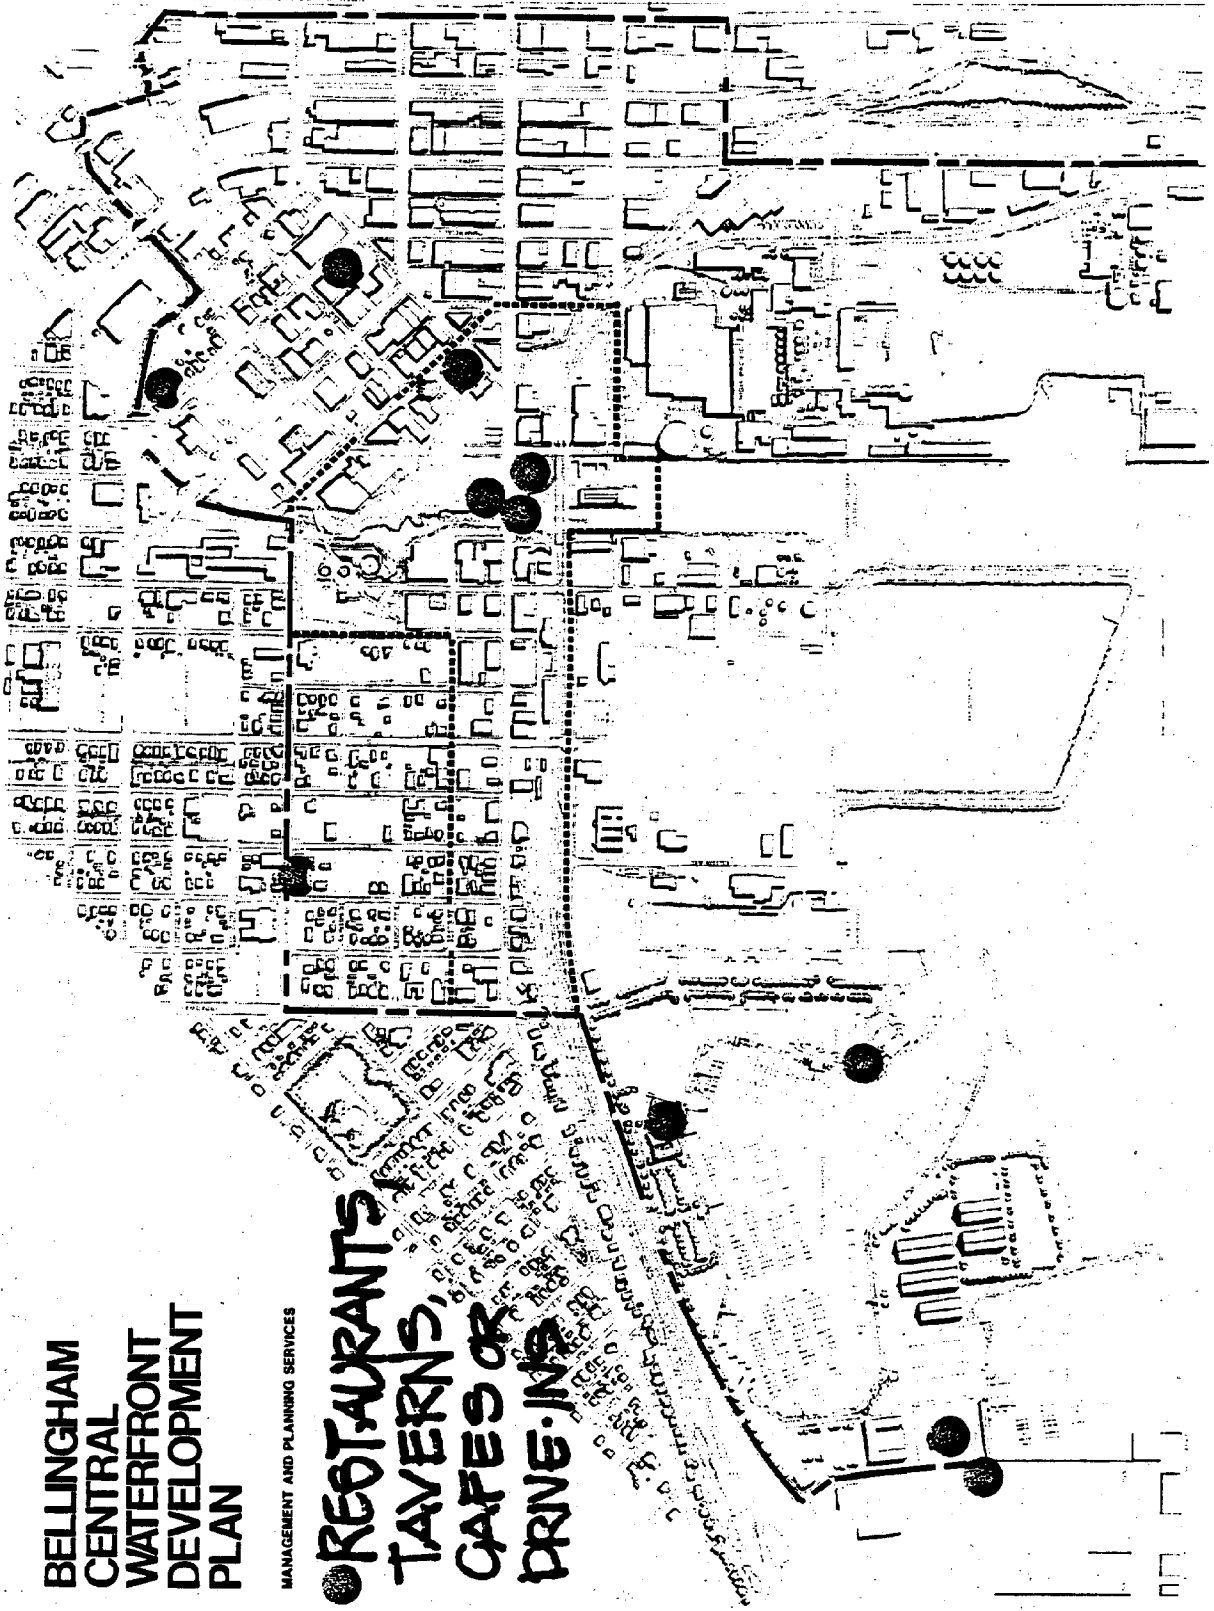 BELLINGHAM
CENTRAL
WATERFRONT
DEVELOPMENT
PLAN
MANAGEMENT AND PLANNING SERVICES
RESTAURANTS,
TAVERNS,
CAFES OR
DRIVE-INS